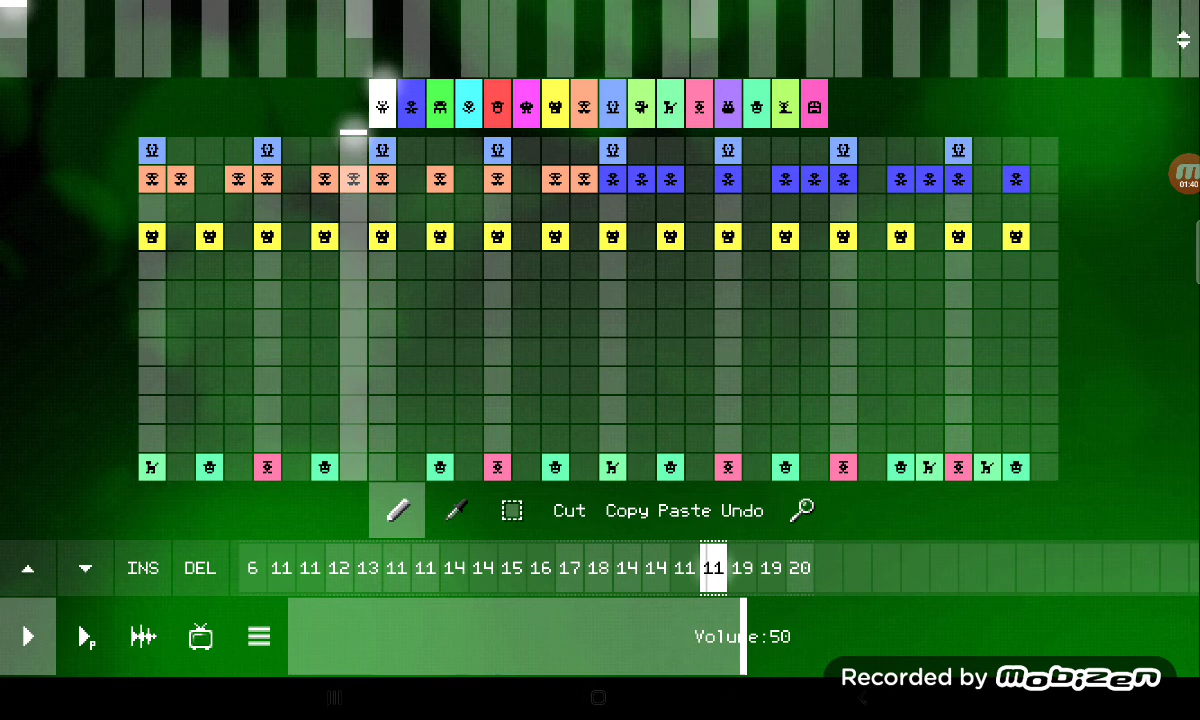 01:40
Cut Copy Paste Undo
INS DEL 6 11 11 12 13 11 11 14 14 15 16 17 18 14 14 11 11 19 19 20
P
Volume:50
Recorded by mobizen